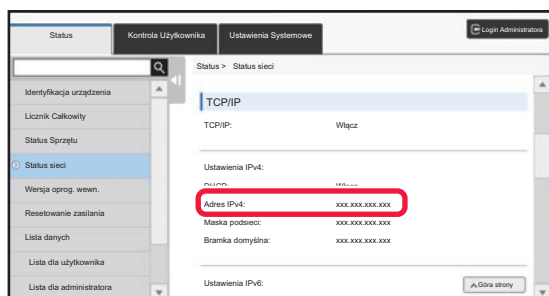 Status
Kontrola Użytkownika
Ustawienia Systemowe
Login Administratora
Status > Status sieci
Identyfikacja urządzenia
Licznik Całkowity
Status Sprzętu
Status sieci
Wersja oprog. wewn.
Resetowanie zasilania
Lista danych
Lista dla użytkownika
Lista dla administratora
TCP/IP
TCP/IP: Włącz
Ustawienia IPv4:
DHCP: Włącz
Adres IPv4: xxx.xxx.xxx.xxx
Maska podsieci: xxx.xxx.xxx.xxx
Bramka domyślna: xxx.xxx.xxx.xxx
Ustawienia IPv6:
Góra strony